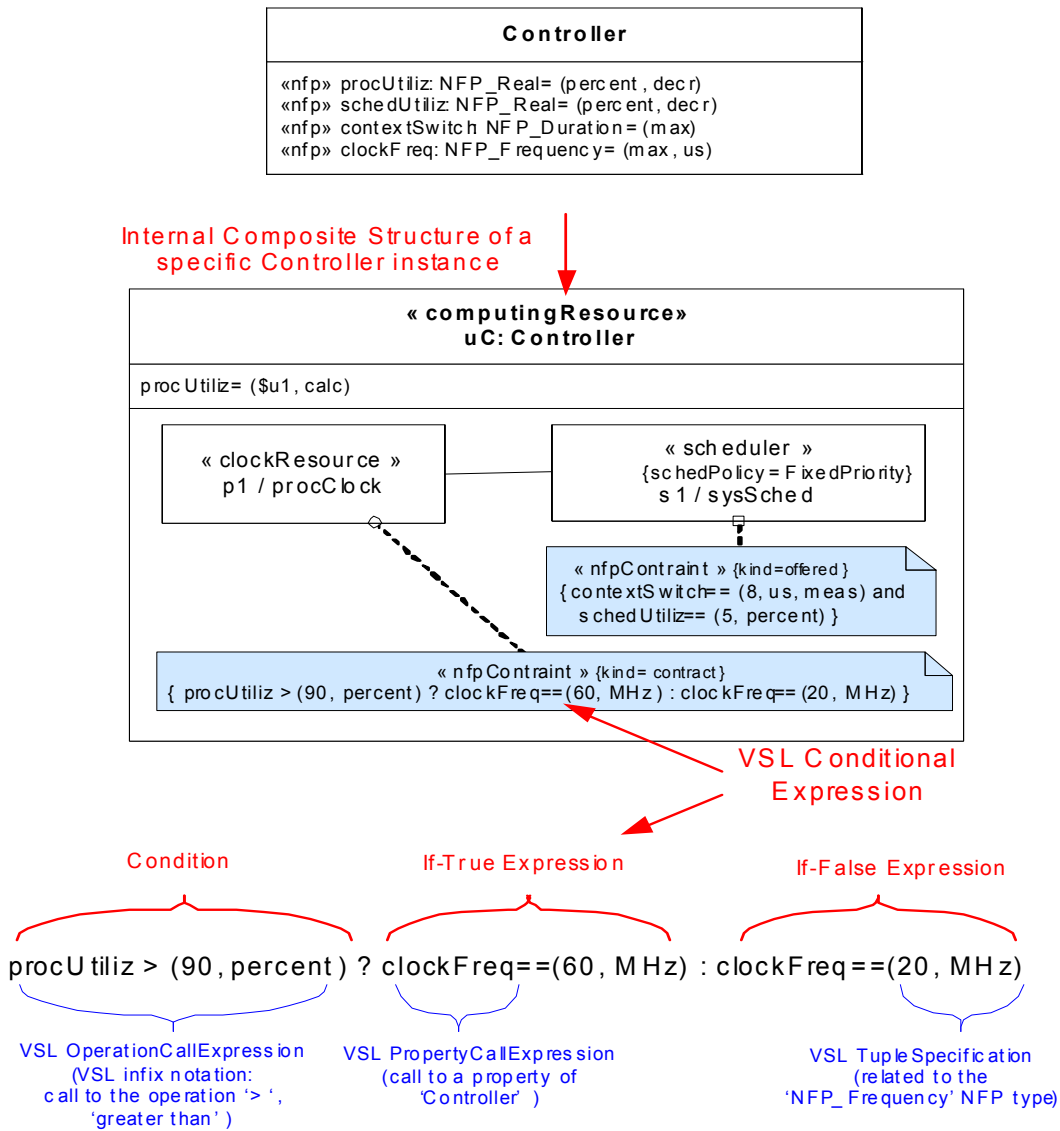 Controller
«nfp» procUtiliz: NFP_Real= (percent, decr)
«nfp» schedUtiliz: NFP_Real= (percent, decr)
«nfp» contextSwitch NFP_Duration= (max)
«nfp» clockFreq: NFP_Frequency= (max, us)
Internal Composite Structure of a
specific Controller instance
« computingResource»
uC: Controller
procUtiliz= ($u1, calc)
« clockResource »
p1 / procClock
« scheduler »
{schedPolicy = FixedPriority}
s1 / sysSched
« nfpContraint » {kind=offered }
{ contextSwitch== (8, us, meas) and
schedUtiliz== (5, percent) }
« nfpContraint » {kind= contract}
{ procUtiliz > (90, percent) ? clockFreq==(60, MHz) : clockFreq== (20, MHz) }
VSL Conditional
Expression
Condition
If-True Expression
If-False Expression
procUtiliz > (90, percent) ? clockFreq==(60, MHz) : clockFreq==(20, MHz)
VSL OperationCallExpression
(VSL infix notation:
call to the operation ‘> ‘,
‘greater than’ )
VSL PropertyCallExpression
(call to a property of
‘Controller’ )
VSL TupleSpecification
(related to the
‘NFP_Frequency’ NFP type)